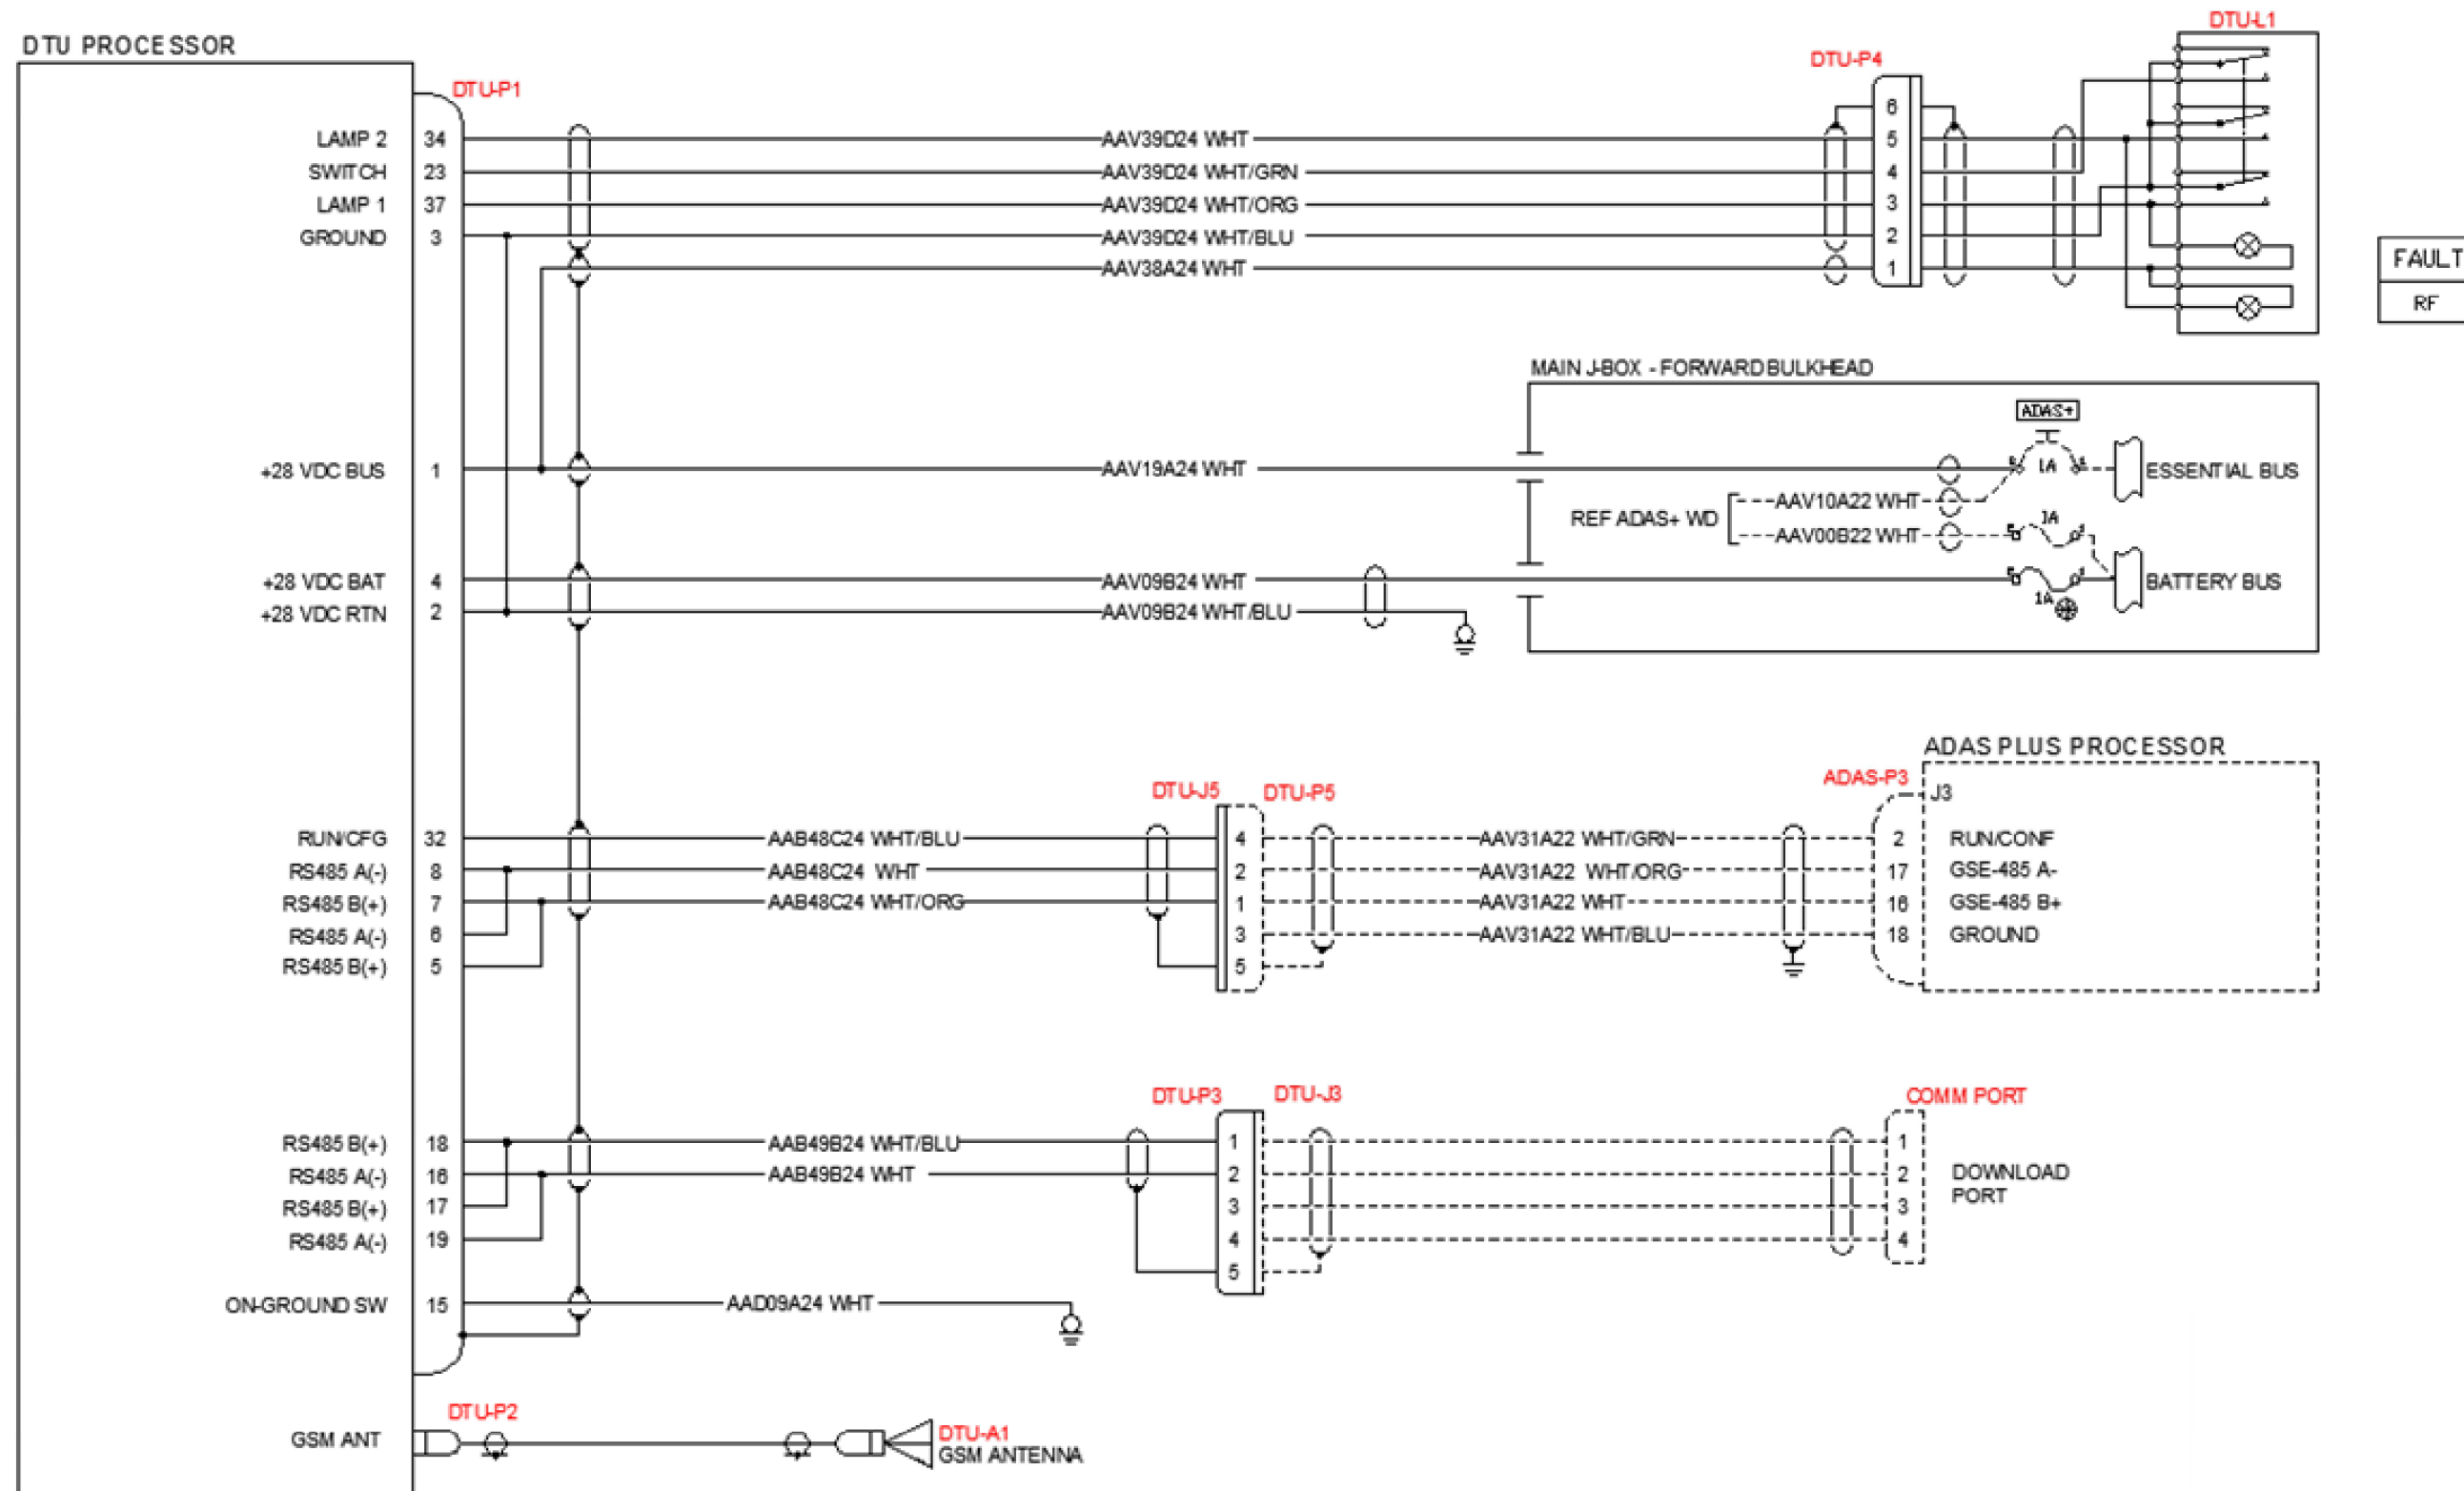 DTU PROCESSOR
DTU-P1
DTU-P4
DTU-L1
LAMP 2 34 AAV39D24 WHT 5
SWITCH 23 AAV39D24 WHT/GRN 4
LAMP 1 37 AAV39D24 WHT/ORG 3
GROUND 3 AAV39D24 WHT/BLU 2
AAV38A24 WHT 1
6
FAULT
RF
MAIN J-BOX - FORWARD BULKHEAD
ADAS+
+28 VDC BUS 1 AAV19A24 WHT 1A ESSENTIAL BUS
REF ADAS+ WD
AAV10A22 WHT
AAV00B22 WHT 1A
+28 VDC BAT 4 AAV09B24 WHT 1A BATTERY BUS
+28 VDC RTN 2 AAV09B24 WHT/BLU
ADAS PLUS PROCESSOR
DTU-J5 DTU-P5 ADAS-P3 J3
RUN/CFG 32 AAB48C24 WHT/BLU 4 AAV31A22 WHT/GRN 2 RUN/CONF
RS485 A(-) 8 AAB48C24 WHT 2 AAV31A22 WHT/ORG 17 GSE-485 A-
RS485 B(+) 7 AAB48C24 WHT/ORG 1 AAV31A22 WHT 16 GSE-485 B+
RS485 A(-) 6 3 AAV31A22 WHT/BLU 18 GROUND
RS485 B(+) 5 5
DTU-P3 DTU-J3 COMM PORT
RS485 B(+) 18 AAB49B24 WHT/BLU 1 1
RS485 A(-) 16 AAB49B24 WHT 2 2 DOWNLOAD
PORT
RS485 B(+) 17 3 3
RS485 A(-) 19 4 4
5
ON-GROUND SW 15 AAD09A24 WHT
DTU-P2
GSM ANT
DTU-A1
GSM ANTENNA